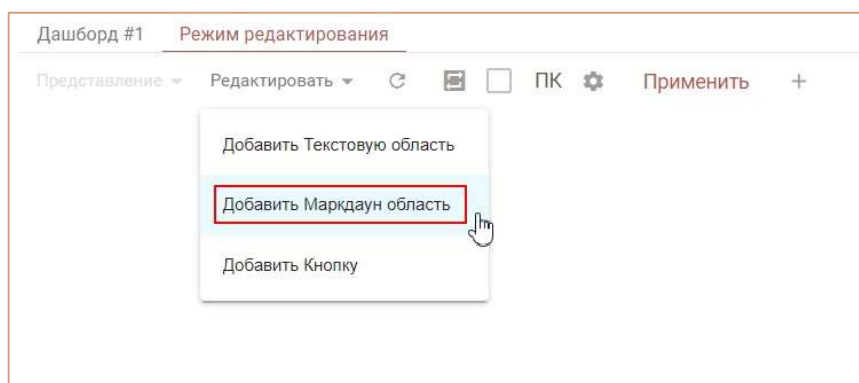 Дашборд #1 Режим редактирования
Представление Редактировать ПК Применить +
Добавить Текстовую область
Добавить Маркдаун область
Добавить Кнопку